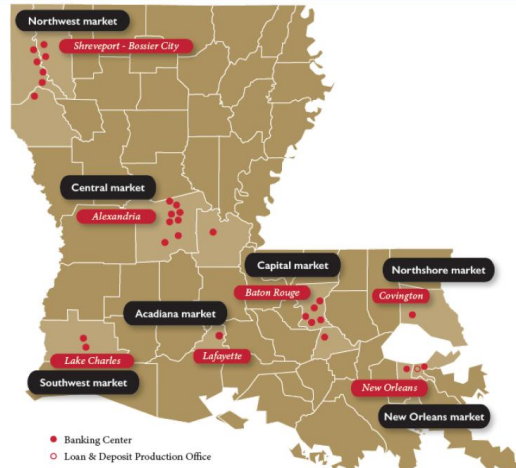 Northwest market
Shreveport - Bossier City
Central market
Alexandria
Capital market
Northshore market
Baton Rouge
Covington
Acadiana market
Lake Charles
Lafayette
Southwest market
New Orleans
New Orleans market
Banking Center
Loan & Deposit Production Office